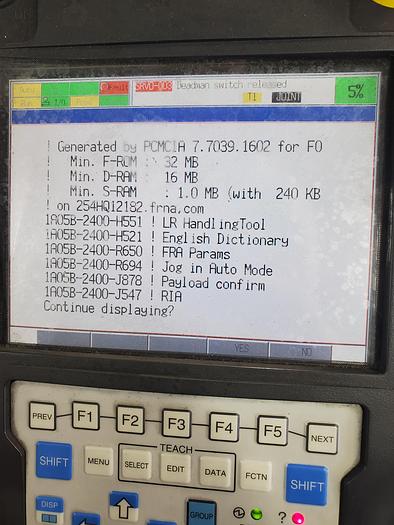 Busy
Fault
SRVO-003 Deadman switch released
Run
I/O
T1
JOINT
5%
! Generated by PCMCIA 7.7039.1602 for F0
! Min. F-ROM : 32 MB
! Min. D-RAM : 16 MB
! Min. S-RAM : 1.0 MB (with 240 KB
! on 254HQ12182.frna.com
1A05B-2400-H551 ! LR HandlingTool
1A05B-2400-H521 ! English Dictionary
1A05B-2400-R650 ! FRA Params
1A05B-2400-R694 ! Jog in Auto Mode
1A05B-2400-J878 ! Payload confirm
1A05B-2400-J547 ! RIA
Continue displaying?
YES NO
PREV F1 F2 F3 F4 F5 NEXT
TEACH
SHIFT MENU SELECT EDIT DATA FCTN SHIFT
DISP
GROUP
?